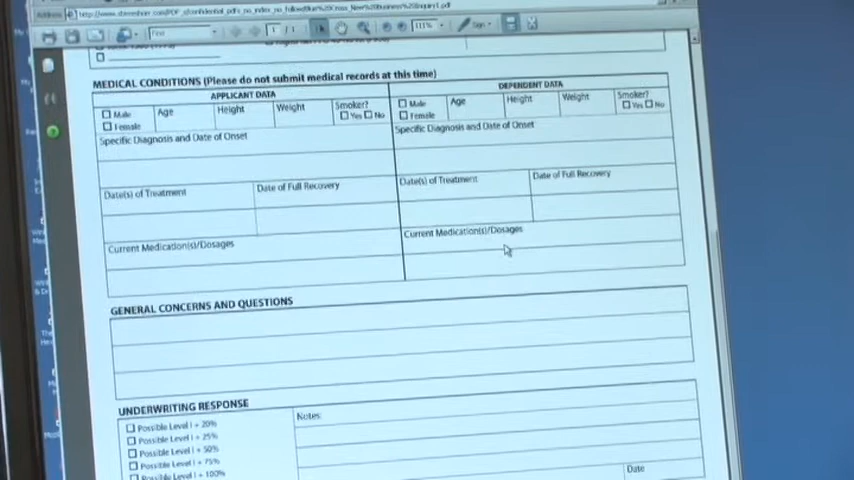 111%
Sign
MEDICAL CONDITIONS (Please do not submit medical records at this time)
APPLICANT DATA
DEPENDENT DATA
Male Age Height Weight Smoker?
Female Yes No
Male Age Height Weight Smoker?
Female Yes No
Specific Diagnosis and Date of Onset
Specific Diagnosis and Date of Onset
Date(s) of Treatment Date of Full Recovery
Date(s) of Treatment Date of Full Recovery
Current Medication(s)/Dosages
Current Medication(s)/Dosages
GENERAL CONCERNS AND QUESTIONS
UNDERWRITING RESPONSE
Notes:
Possible Level I + 20%
Possible Level I + 25%
Possible Level I + 50%
Possible Level I + 75%
Possible Level I + 100%
Date